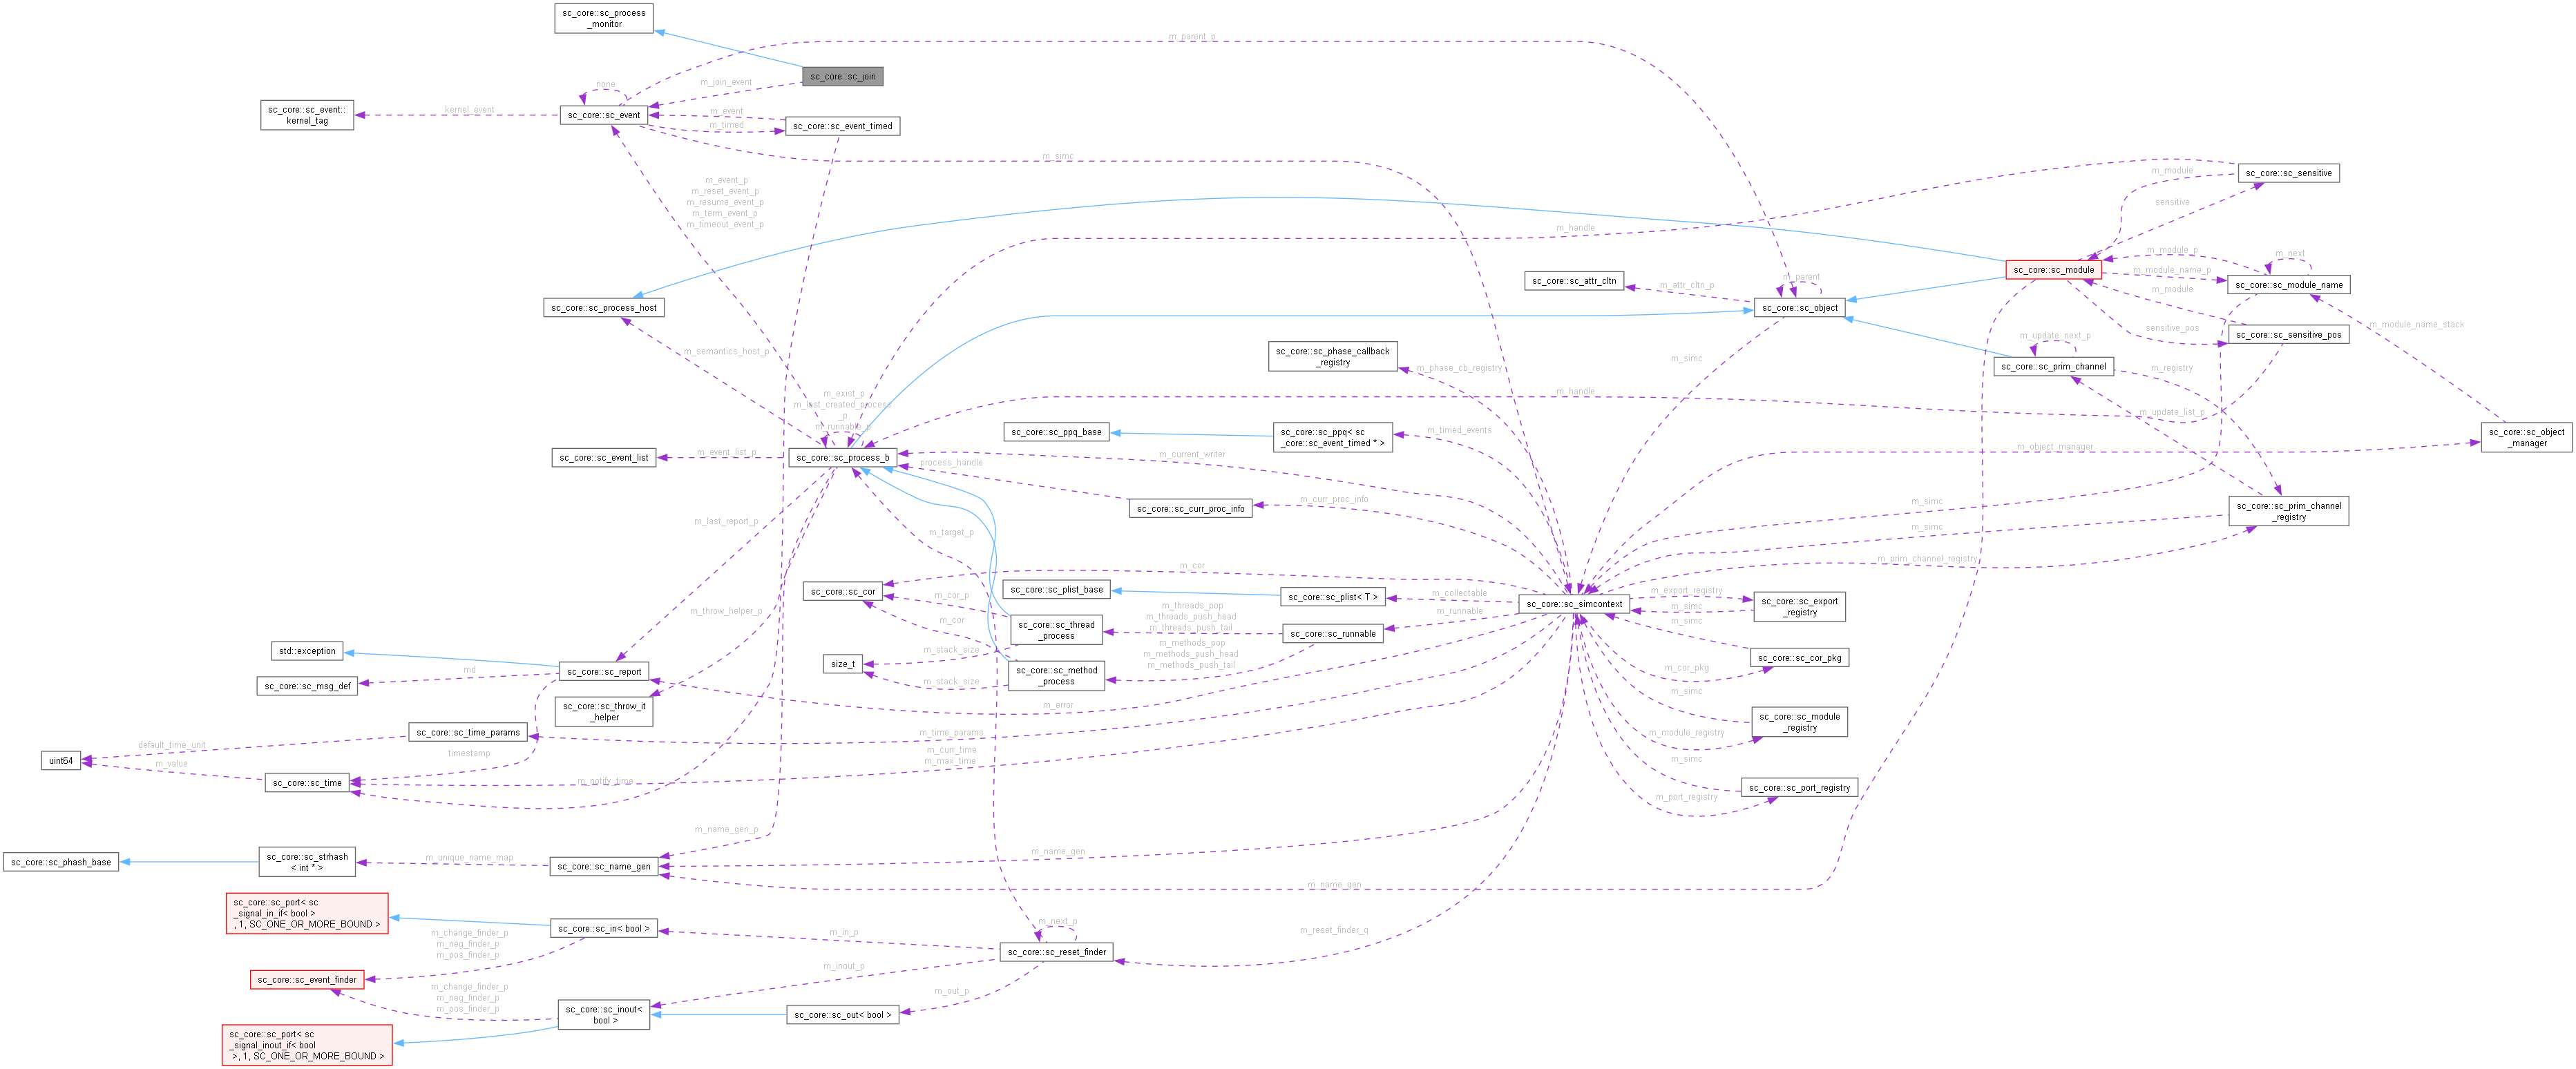 sc_core::sc_process
_monitor
m_parent_p
sc_core::sc_join
none
m_join_event
sc_core::sc_event::
kernel_tag
kernel_event
sc_core::sc_event
m_event
m_timed
sc_core::sc_event_timed
m_simc
m_event_p
m_reset_event_p
m_resume_event_p
m_term_event_p
m_timeout_event_p
m_handle
m_module
sc_core::sc_sensitive
sensitive
sc_core::sc_module
m_module_p
m_module_name_p
m_module
m_next
sc_core::sc_module_name
sc_core::sc_attr_cltn
m_attr_cltn_p
m_parent
sc_core::sc_object
sc_core::sc_process_host
m_semantics_host_p
sensitive_pos
sc_core::sc_sensitive_pos
m_module_name_stack
sc_core::sc_phase_callback
_registry
m_phase_cb_registry
m_simc
m_update_next_p
sc_core::sc_prim_channel
m_registry
m_handle
m_update_list_p
m_exist_p
m_last_created_process
_p
m_runnable_p
sc_core::sc_ppq_base
sc_core::sc_ppq< sc
_core::sc_event_timed * >
m_timed_events
m_object_manager
sc_core::sc_object
_manager
sc_core::sc_event_list
m_event_list_p
sc_core::sc_process_b
m_current_writer
process_handle
sc_core::sc_curr_proc_info
m_curr_proc_info
m_simc
m_simc
sc_core::sc_prim_channel
_registry
m_last_report_p
m_target_p
m_prim_channel_registry
m_cor
sc_core::sc_cor
m_cor_p
m_cor
sc_core::sc_plist_base
sc_core::sc_plist< T >
m_collectable
sc_core::sc_simcontext
m_export_registry
m_simc
sc_core::sc_export
_registry
m_throw_helper_p
sc_core::sc_thread
_process
m_threads_pop
m_threads_push_head
m_threads_push_tail
sc_core::sc_runnable
m_runnable
m_simc
m_cor_pkg
sc_core::sc_cor_pkg
size_t
m_stack_size
m_stack_size
sc_core::sc_method
_process
m_methods_pop
m_methods_push_head
m_methods_push_tail
std::exception
md
sc_core::sc_report
sc_core::sc_msg_def
sc_core::sc_throw_it
_helper
m_error
m_simc
m_module_registry
sc_core::sc_module
_registry
uint64
default_time_unit
m_value
sc_core::sc_time_params
timestamp
m_time_params
m_curr_time
m_max_time
sc_core::sc_time
m_notify_time
m_simc
m_port_registry
sc_core::sc_port_registry
m_name_gen_p
sc_core::sc_phash_base
sc_core::sc_strhash
< int * >
m_unique_name_map
sc_core::sc_name_gen
m_name_gen
m_name_gen
sc_core::sc_port< sc
_signal_in_if< bool >
, 1, SC_ONE_OR_MORE_BOUND >
sc_core::sc_in< bool >
m_change_finder_p
m_neg_finder_p
m_pos_finder_p
m_in_p
m_next_p
sc_core::sc_reset_finder
m_reset_finder_q
sc_core::sc_event_finder
m_inout_p
m_out_p
m_change_finder_p
m_neg_finder_p
m_pos_finder_p
sc_core::sc_inout<
bool >
sc_core::sc_out< bool >
sc_core::sc_port< sc
_signal_inout_if< bool
>, 1, SC_ONE_OR_MORE_BOUND >